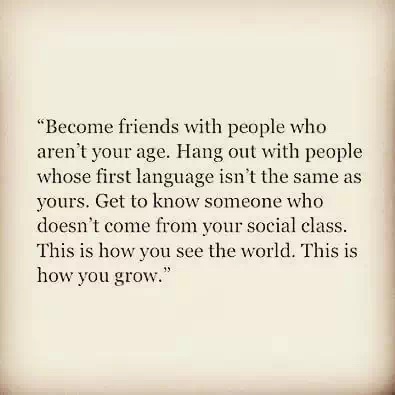 “Become friends with people who
aren’t your age. Hang out with people
whose first language isn’t the same as
yours. Get to know someone who
doesn’t come from your social class.
This is how you see the world. This is
how you grow.”